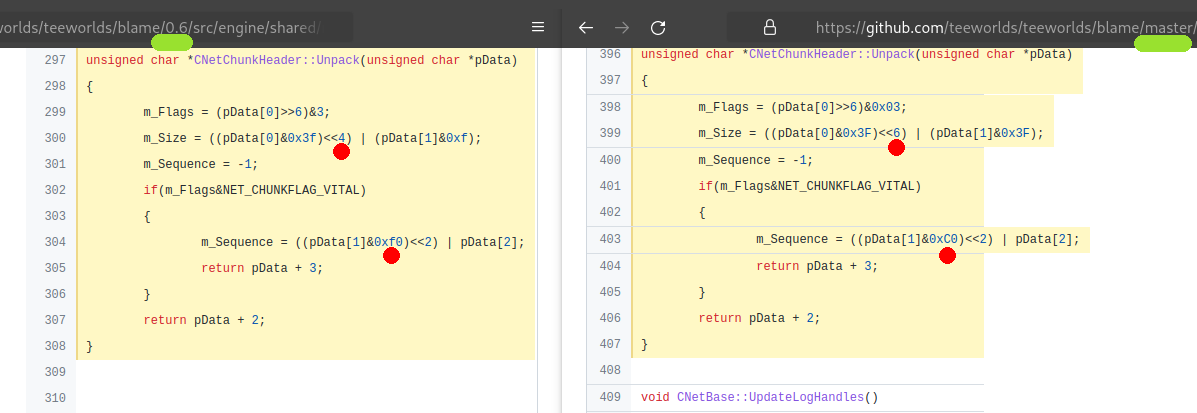 worlds/teeworlds/blame/0.6/src/engine/shared/
297 unsigned char *CNetChunkHeader::Unpack(unsigned char *pData)
298 {
299 m_Flags = (pData[0]>>6)&3;
300 m_Size = ((pData[0]&0x3f)<<4) | (pData[1]&0xf);
301 m_Sequence = -1;
302 if(m_Flags&NET_CHUNKFLAG_VITAL)
303 {
304 m_Sequence = ((pData[1]&0xf0)<<2) | pData[2];
305 return pData + 3;
306 }
307 return pData + 2;
308 }
309
310
https://github.com/teeworlds/teeworlds/blame/master/
396 unsigned char *CNetChunkHeader::Unpack(unsigned char *pData)
397 {
398 m_Flags = (pData[0]>>6)&0x03;
399 m_Size = ((pData[0]&0x3F)<<6) | (pData[1]&0x3F);
400 m_Sequence = -1;
401 if(m_Flags&NET_CHUNKFLAG_VITAL)
402 {
403 m_Sequence = ((pData[1]&0xC0)<<2) | pData[2];
404 return pData + 3;
405 }
406 return pData + 2;
407 }
408
409 void CNetBase::UpdateLogHandles()